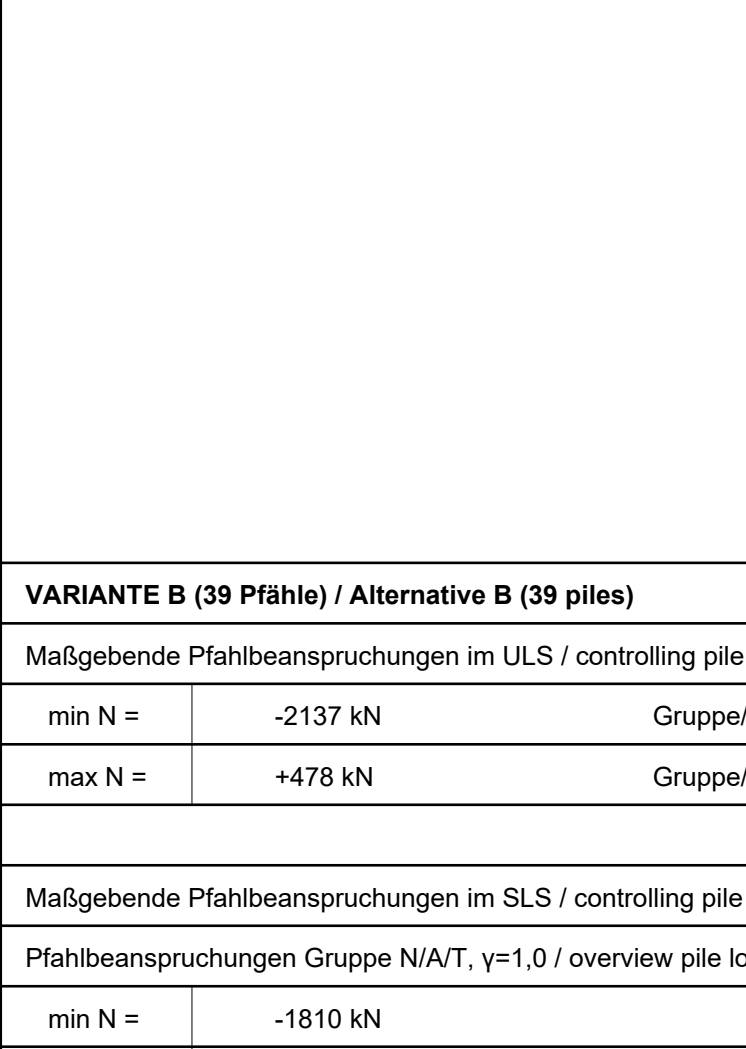 VARIANTE B (39 Pfähle) / Alternative B (39 piles)
Maßgebende Pfahlbeanspruchungen im ULS / controlling pile
min N = -2137 kN Gruppe/
max N = +478 kN Gruppe/
Maßgebende Pfahlbeanspruchungen im SLS / controlling pile
Pfahlbeanspruchungen Gruppe N/A/T, γ=1,0 / overview pile lo
min N = -1810 kN